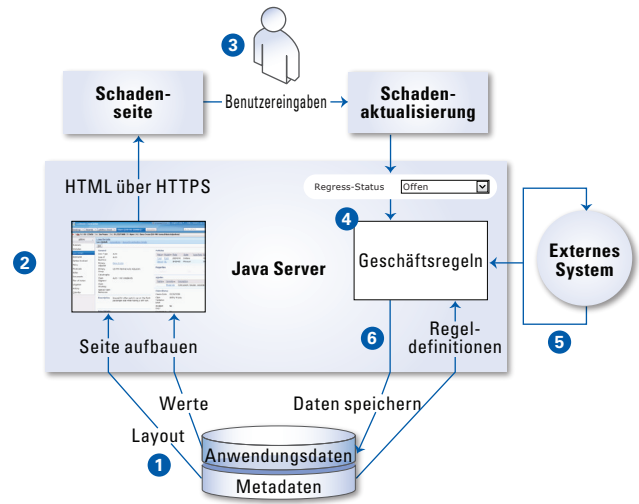 3
Schaden-
seite
Benutzereingaben
Schaden-
aktualisierung
HTML über HTTPS
Regress-Status
Offen
2
Java Server
4
Geschäftsregeln
Externes
System
Seite aufbauen
6
Regel-
definitionen
5
Werte
Daten speichern
Layout
1
Anwendungsdaten
Metadaten